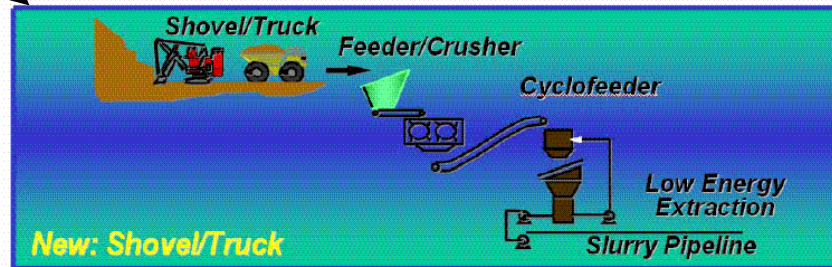 Shovel/Truck
Feeder/Crusher
Cyclofeeder
Low Energy
Extraction
New: Shovel/Truck
Slurry Pipeline